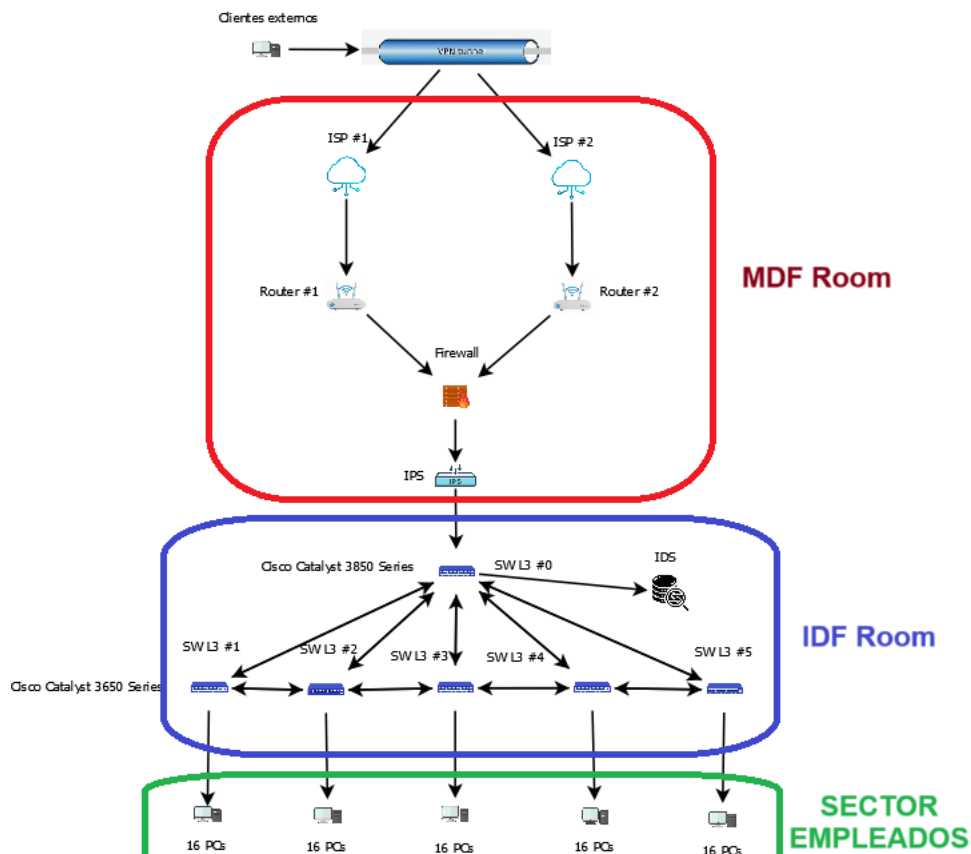 Clientes externos
VPN tunne
ISP #1
ISP #2
MDF Room
Router #1
Router #2
Firewall
IPS
IPS
Cisco Catalyst 3850 Series
SW L3 #0
IDS
IDF Room
SW L3 #1
SW L3 #2
SW L3 #3
SW L3 #4
SW L3 #5
Cisco Catalyst 3650 Series
SECTOR
EMPLEADOS
16 PCs
16 PCs
16 PCs
16 PCs
16 PCs